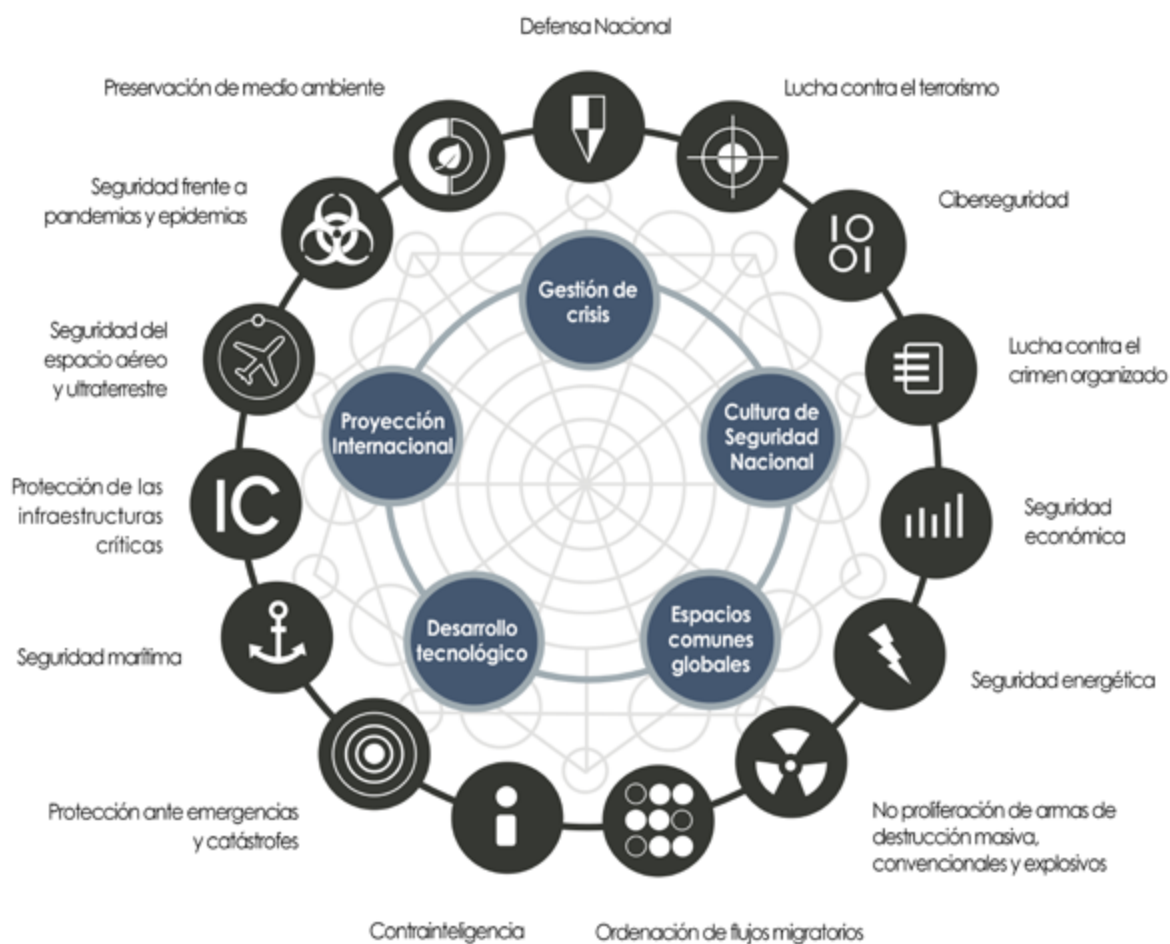 Defensa Nacional
Lucha contra el terrorismo
Ciberseguridad
Lucha contra el
crimen organizado
Seguridad
económica
Seguridad energética
No proliferación de armas de
destrucción masiva,
convencionales y explosivos
Ordenación de flujos migratorios
Contrainteligencia
Protección ante emergencias
y catástrofes
Seguridad marítima
Protección de las
infraestructuras
críticas
Seguridad del
espacio aéreo
y ultraterrestre
Seguridad frente a
pandemias y epidemias
Preservación de medio ambiente
IO
OI
IC
i
Gestión de
crisis
Cultura de
Seguridad
Nacional
Espacios
comunes
globales
Desarrollo
tecnológico
Proyección
Internacional